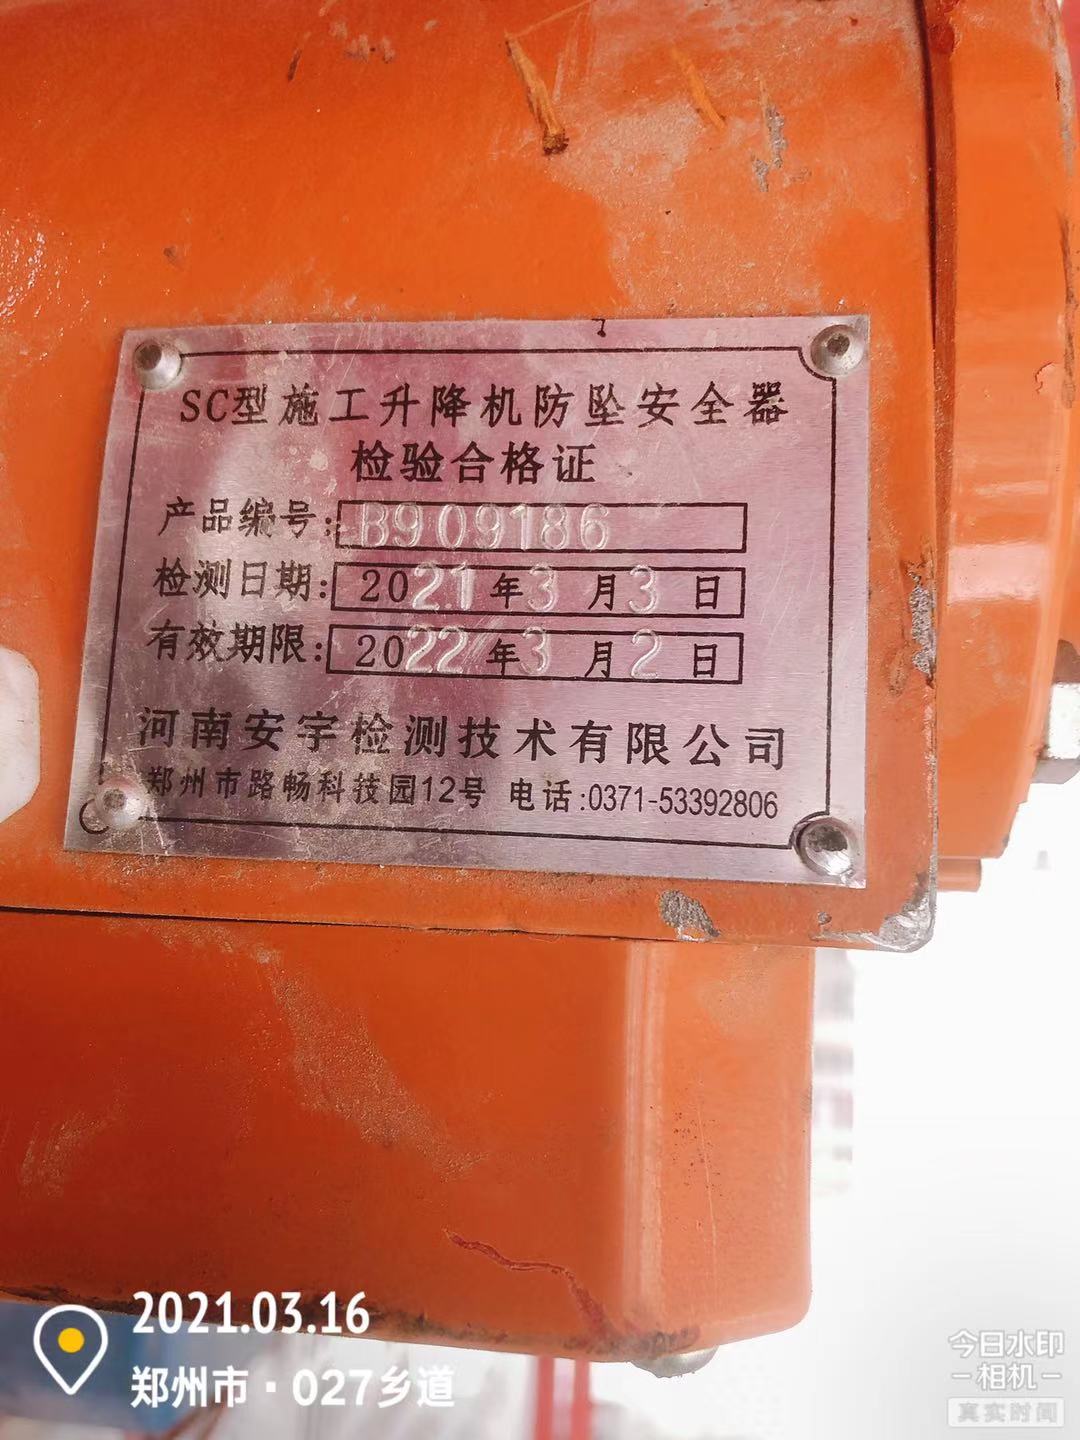 SC型施工升降机防坠安全器
检验合格证
产品编号: B909186
检测日期: 2021年3月3日
有效期限: 2022年3月2日
河南安宇检测技术有限公司
郑州市路畅科技园12号 电话:0371-53392806
2021.03.16
郑州市·027乡道
今日水印
-相机-
真实时间